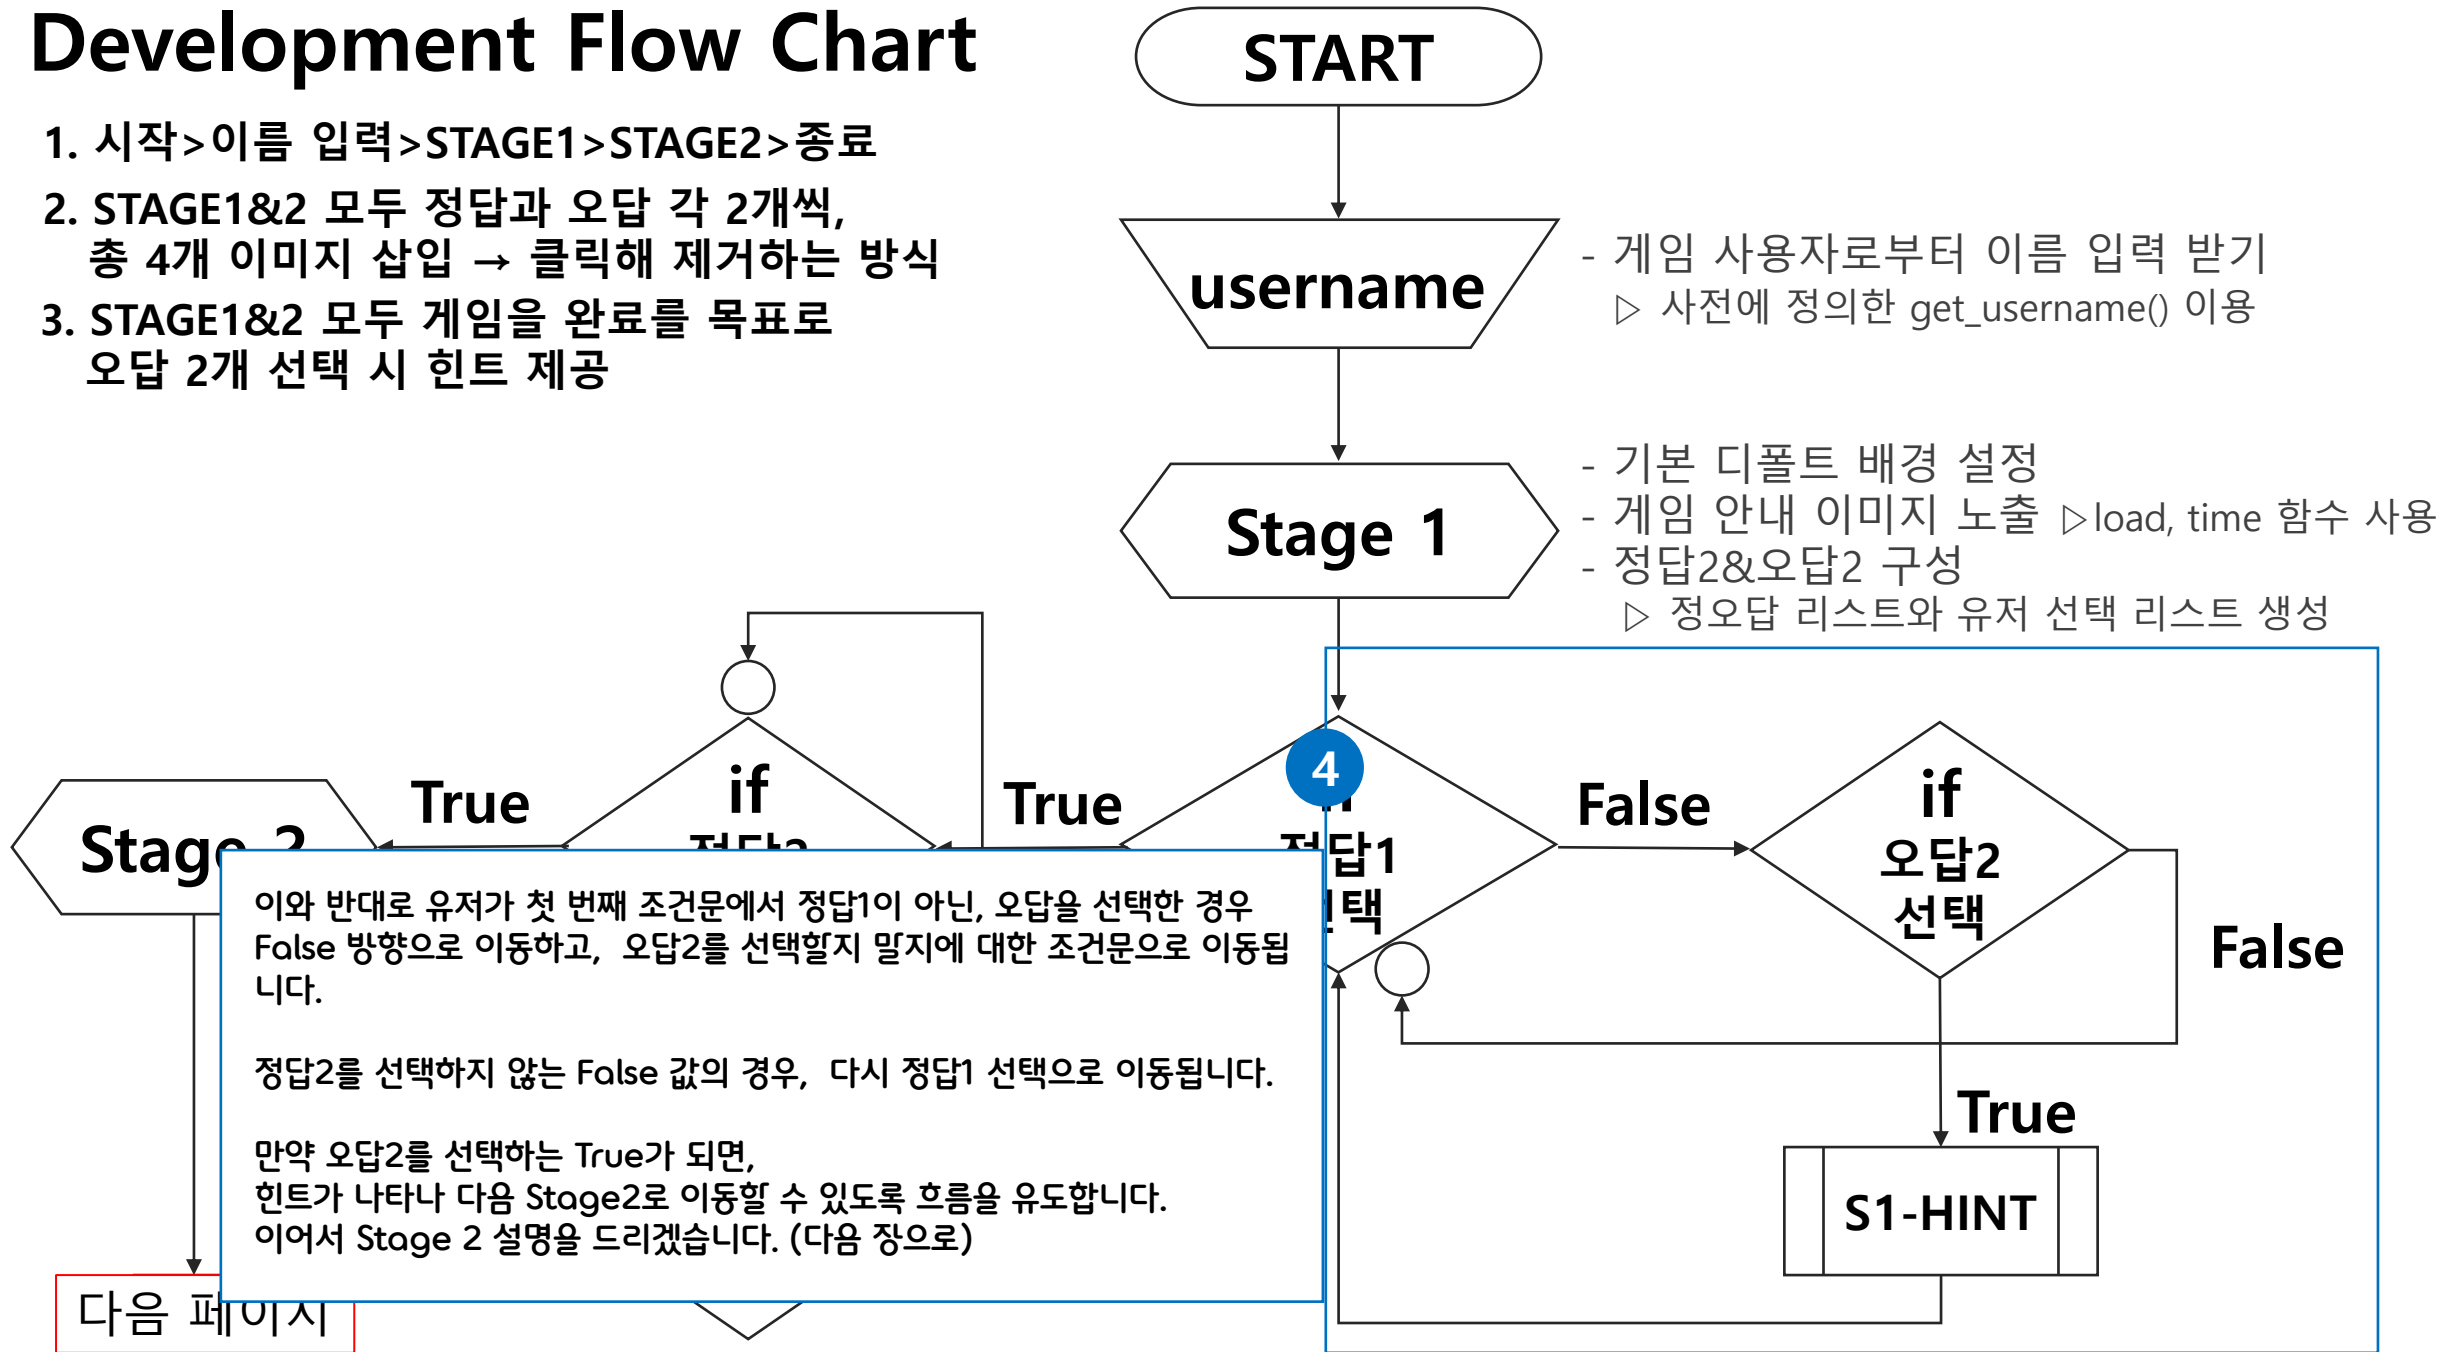 Development Flow Chart
1. 시작>이름 입력>STAGE1>STAGE2>종료
2. STAGE1&2 모두 정답과 오답 각 2개씩,
총 4개 이미지 삽입 → 클릭해 제거하는 방식
3. STAGE1&2 모두 게임을 완료를 목표로
오답 2개 선택 시 힌트 제공
START
username
- 게임 사용자로부터 이름 입력 받기
▷ 사전에 정의한 get_username() 이용
Stage 1
- 기본 디폴트 배경 설정
- 게임 안내 이미지 노출 ▷load, time 함수 사용
- 정답2&오답2 구성
▷ 정오답 리스트와 유저 선택 리스트 생성
Stage 2
True
if
정답2
True
4
정답1
False
if
오답2
선택
False
True
S1-HINT
이와 반대로 유저가 첫 번째 조건문에서 정답1이 아닌, 오답을 선택한 경우
False 방향으로 이동하고, 오답2를 선택할지 말지에 대한 조건문으로 이동됩
니다.
정답2를 선택하지 않는 False 값의 경우, 다시 정답1 선택으로 이동됩니다.
만약 오답2를 선택하는 True가 되면,
힌트가 나타나 다음 Stage2로 이동할 수 있도록 흐름을 유도합니다.
이어서 Stage 2 설명을 드리겠습니다. (다음 장으로)
다음 페이지